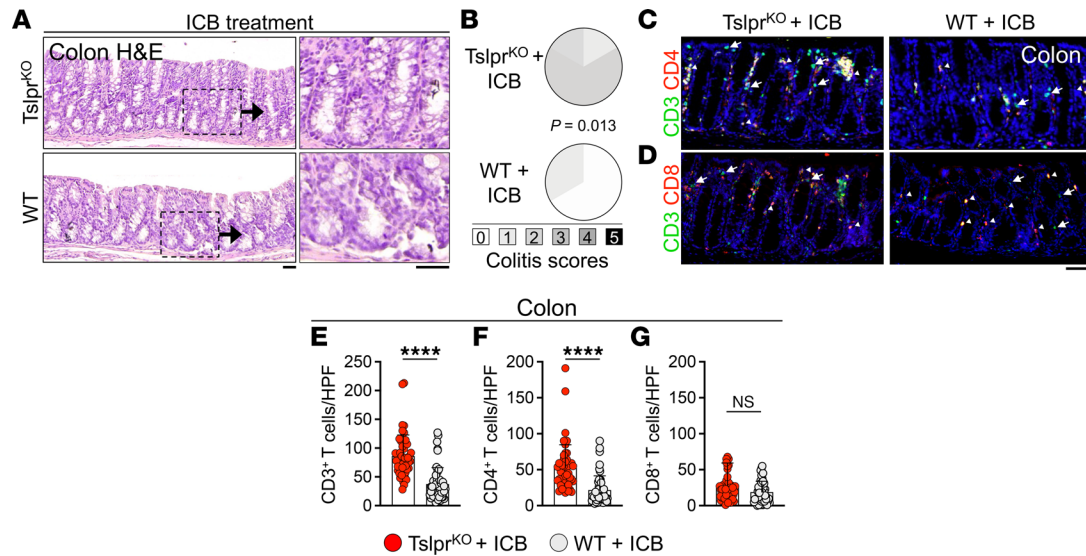 A
ICB treatment
Colon H&E
TslprKO
WT
B
TslprKO +
ICB
P = 0.013
WT +
ICB
0 1 2 3 4 5
Colitis scores
C
TslprKO + ICB
WT + ICB
Colon
CD3 CD4
D
CD3 CD8
Colon
E
****
CD3+ T cells/HPF
250
200
150
100
50
0
F
****
CD4+ T cells/HPF
200
150
100
50
0
G
NS
CD8+ T cells/HPF
200
150
100
50
0
TslprKO + ICB
WT + ICB